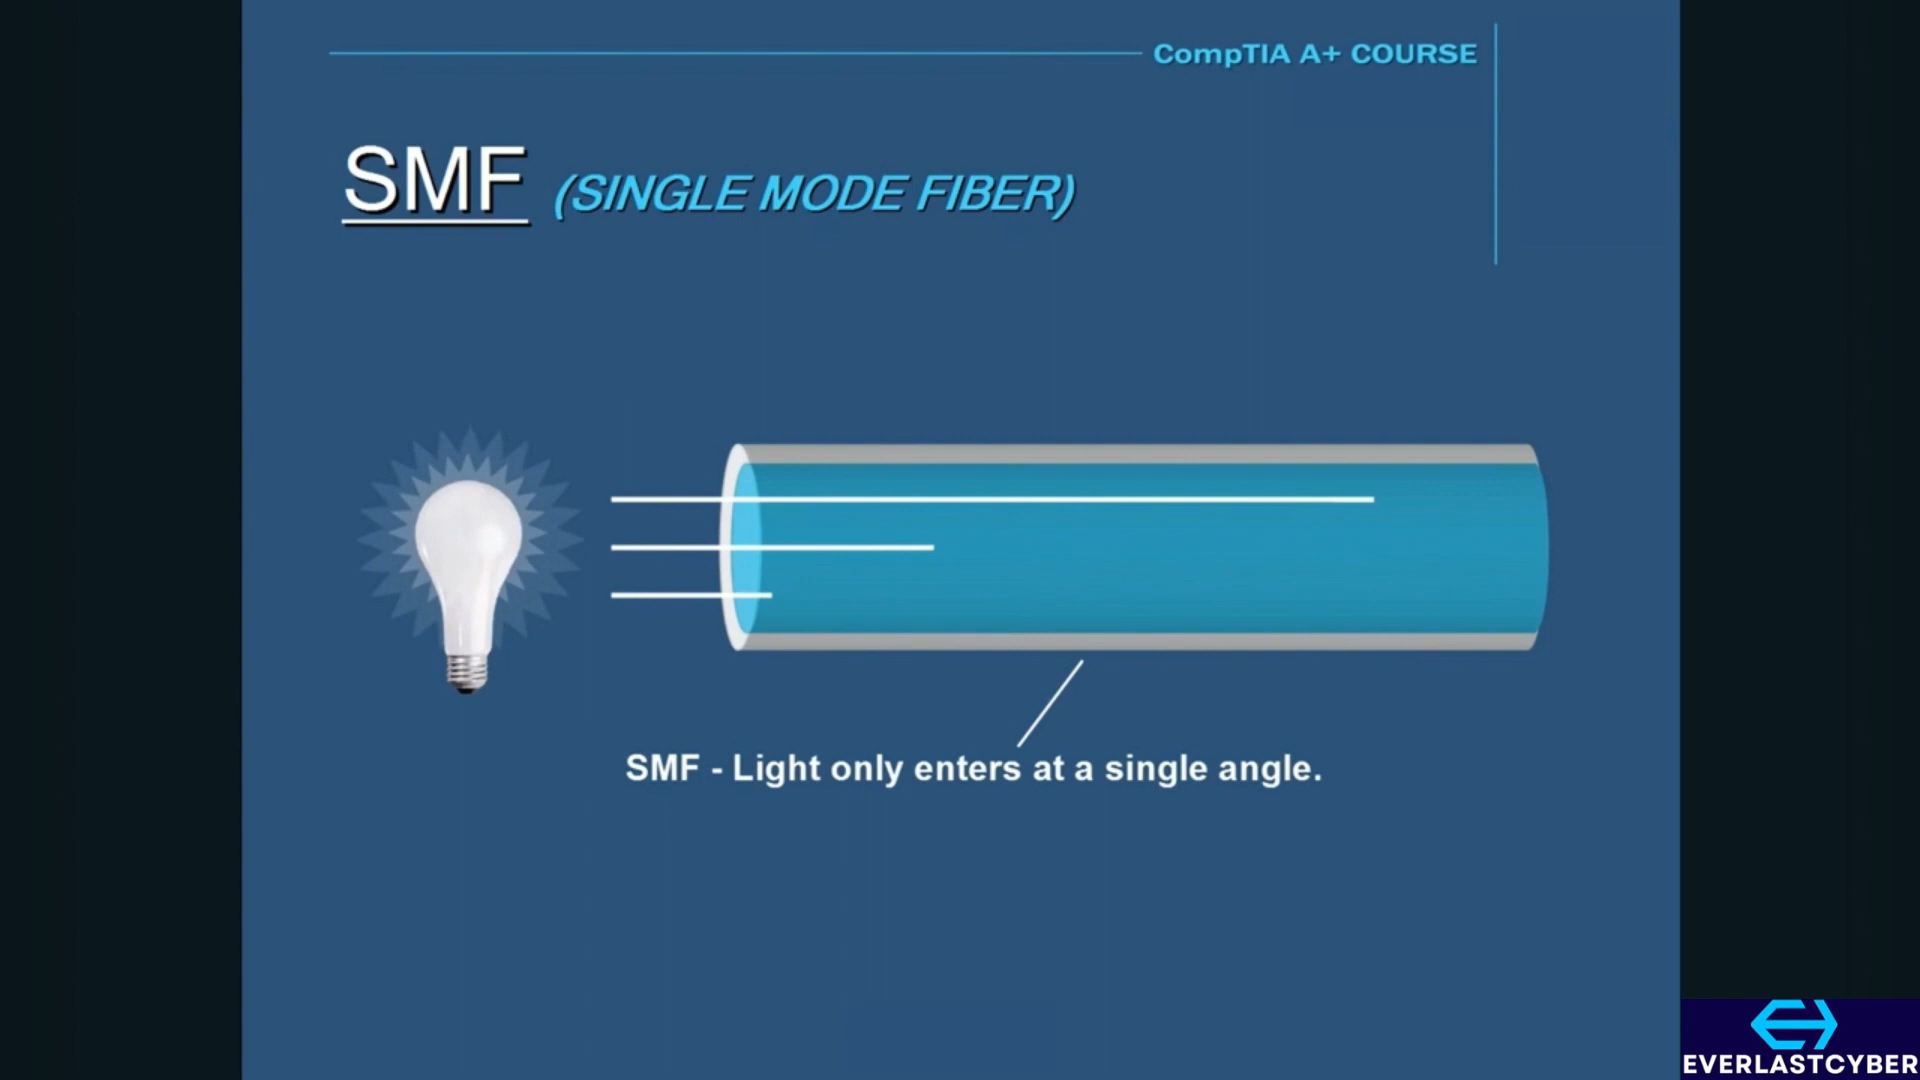 CompTIA A+ COURSE
SMF (SINGLE MODE FIBER)
SMF - Light only enters at a single angle.
EVERLASTCYBER